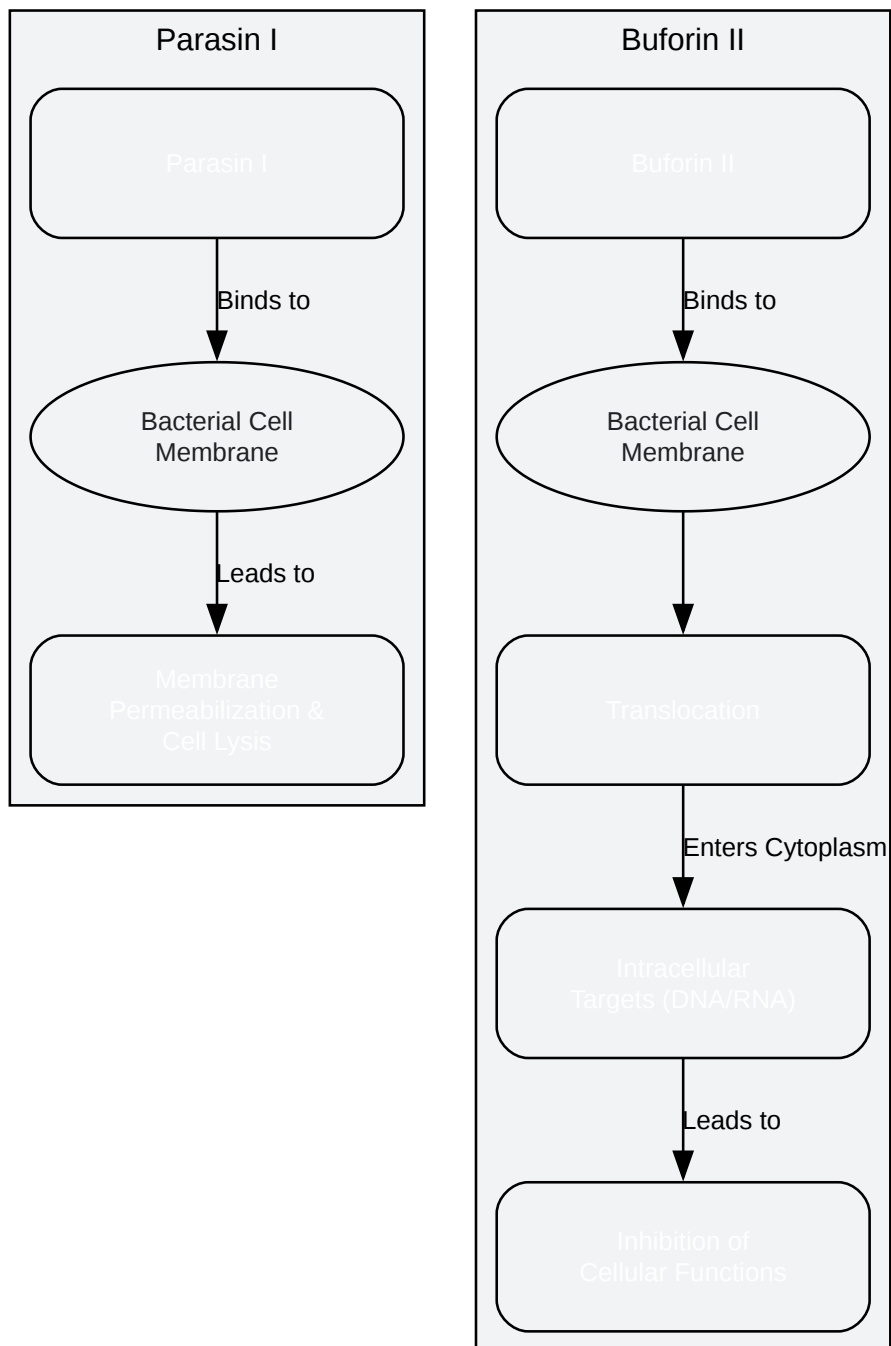 Parasin I
Parasin I
Binds to
Bacterial Cell
Membrane
Leads to
Membrane
Permeabilization &
Cell Lysis
Buforin II
Buforin II
Binds to
Bacterial Cell
Membrane
Translocation
Enters Cytoplasm
Intracellular
Targets (DNA/RNA)
Leads to
Inhibition of
Cellular Functions